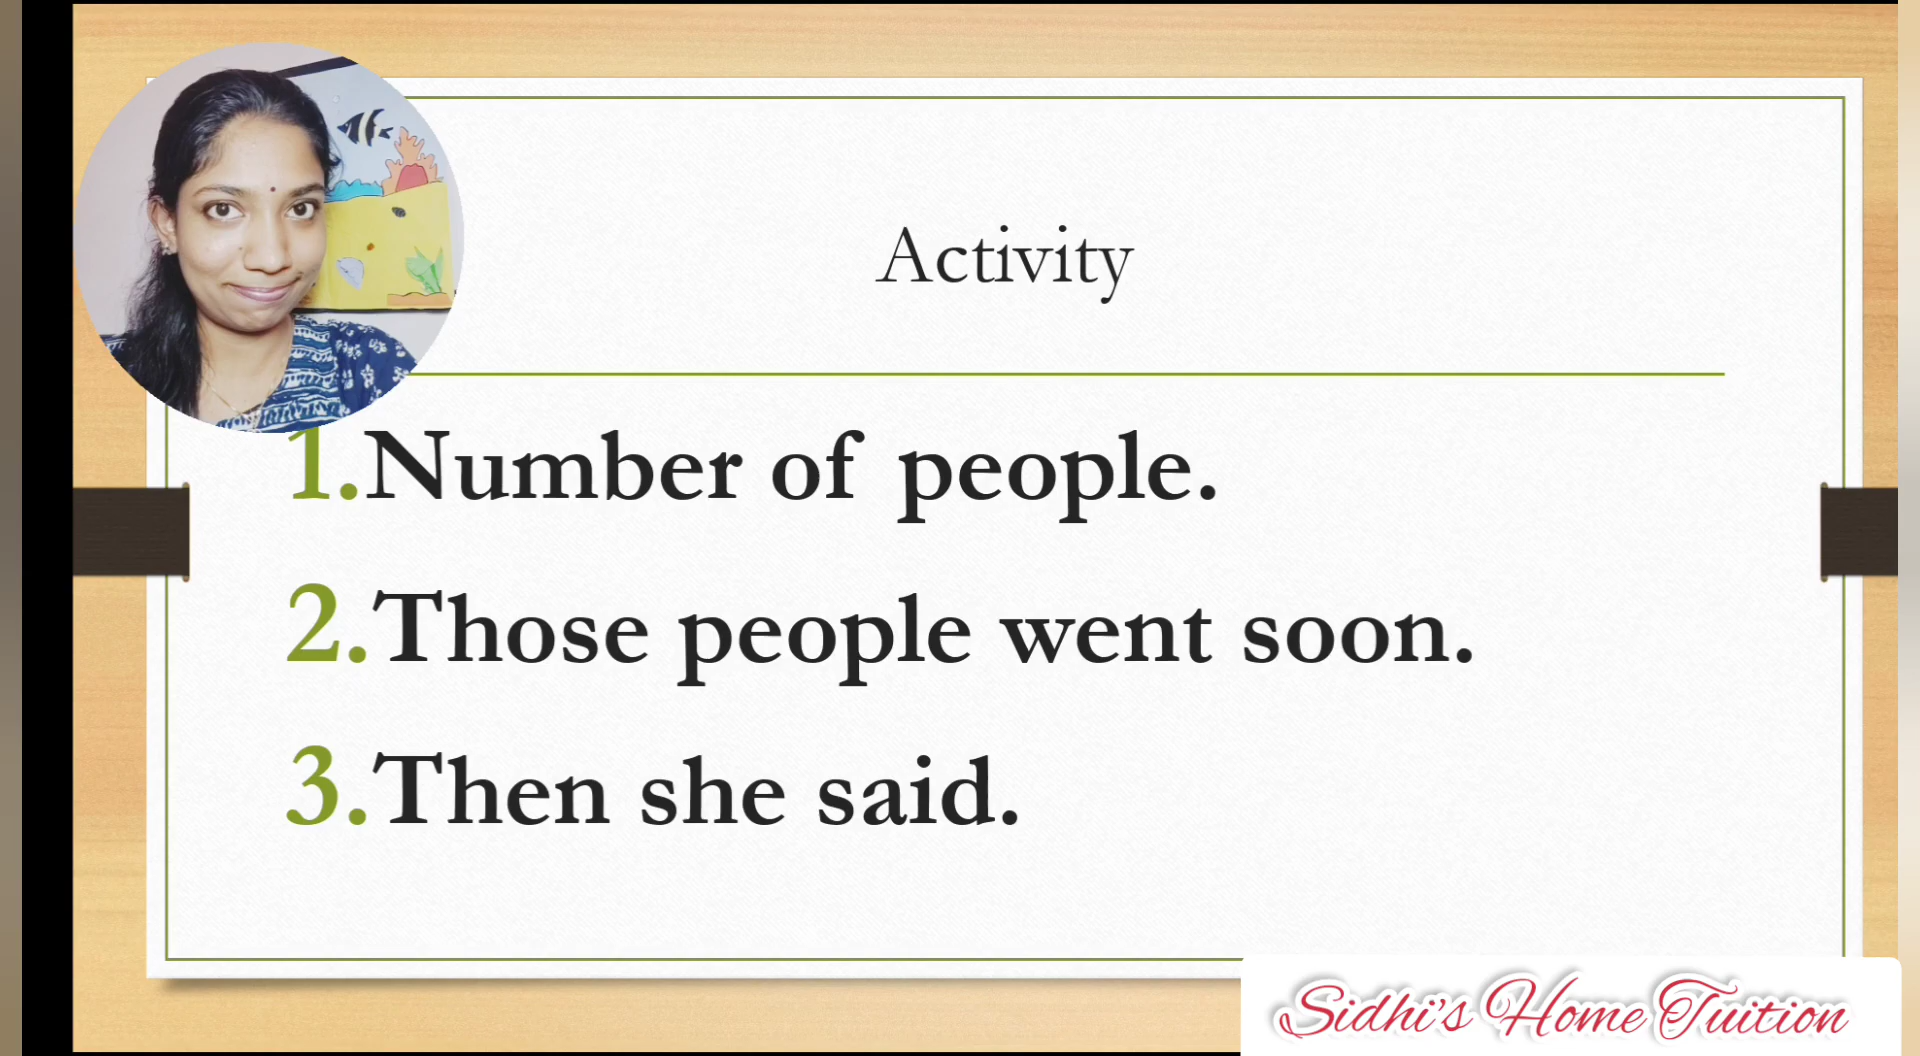 Activity
1.Number of people.
2.Those people went soon.
3.Then she said.
Sidhi's Home Tuition